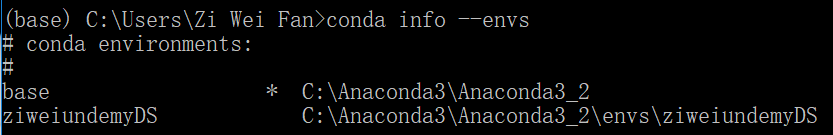 (base) C:\Users\Zi Wei Fan>conda info --envs
# conda environments:
#
base                  *  C:\Anaconda3\Anaconda3_2
ziweiundemyDS            C:\Anaconda3\Anaconda3_2\envs\ziweiundemyDS